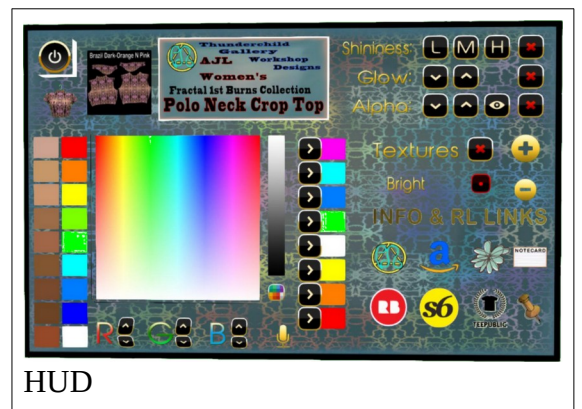 Brazil Dark-Orange N Pink
Thunderchild
Gallery
AJL Workshop
Designs
Women's
Fractal 1st Burns Collection
Polo Neck Crop Top
Shiniess: L M H
Glow:
Alpha:
Textures
Bright
INFO & RL LINKS
a
NOTECARD
RB
s6
TEEPUBLIC
R G B
HUD